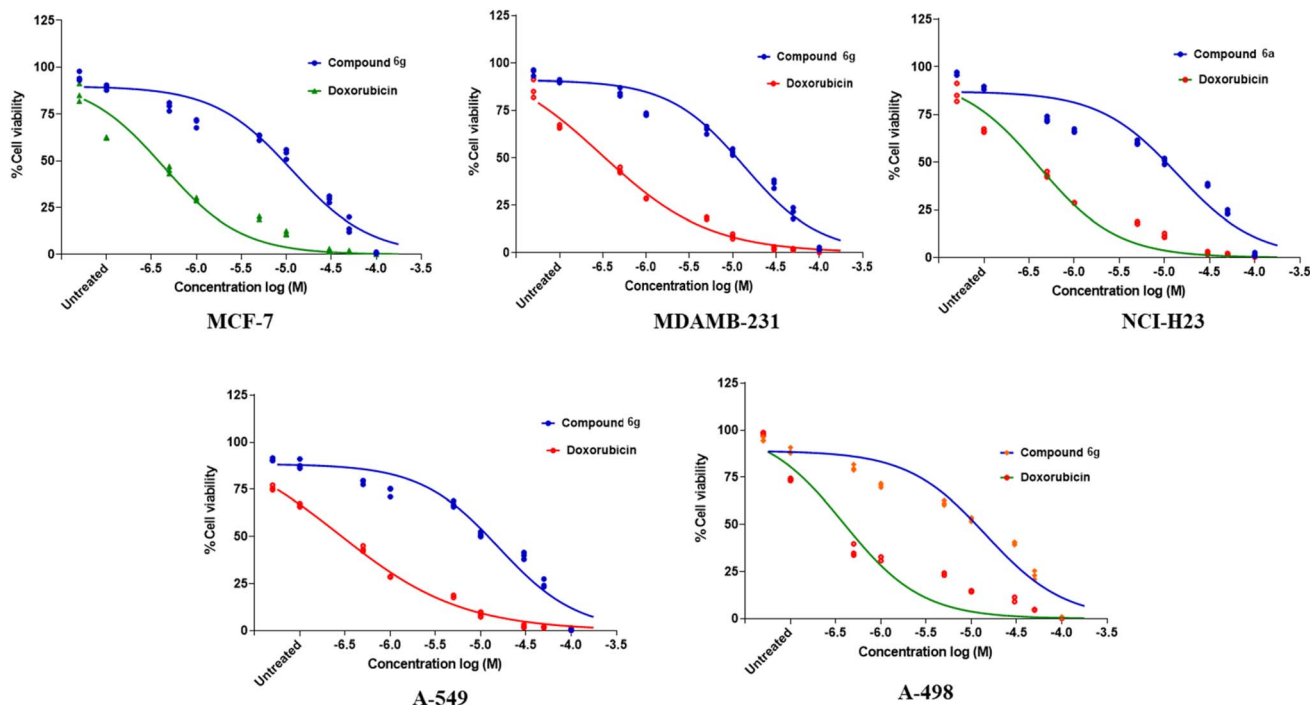 125
100
75
50
25
0
% Cell viability
Compound 6g
Doxorubicin
Untreated
-6.5 -6.0 -5.5 -5.0 -4.5 -4.0 -3.5
Concentration log (M)
MCF-7
125
100
75
50
25
0
% Cell viability
Compound 6g
Doxorubicin
Untreated
-6.5 -6.0 -5.5 -5.0 -4.5 -4.0 -3.5
Concentration log (M)
MDAMB-231
125
100
75
50
25
0
% Cell viability
Compound 6a
Doxorubicin
Untreated
-6.5 -6.0 -5.5 -5.0 -4.5 -4.0 -3.5
Concentration log (M)
NCI-H23
125
100
75
50
25
0
% Cell viability
Compound 6g
Doxorubicin
Untreated
-6.5 -6.0 -5.5 -5.0 -4.5 -4.0 -3.5
Concentration log (M)
A-549
125
100
75
50
25
0
% Cell viability
Compound 6g
Doxorubicin
Untreated
-6.5 -6.0 -5.5 -5.0 -4.5 -4.0 -3.5
Concentration log (M)
A-498